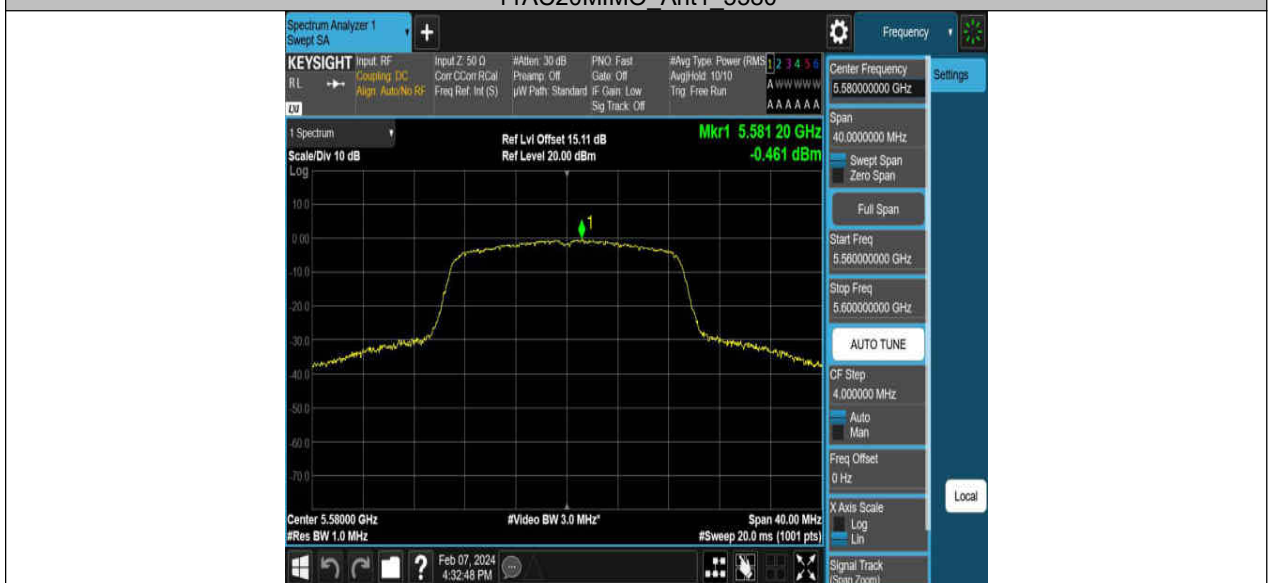 11AC20MIMO_Ant1_5580
Spectrum Analyzer 1
Swept SA
+
Frequency
KEYSIGHT
RL
LXI
Input: RF
Coupling: DC
Align: Auto/No RF
Input Z: 50 Ω
Corr CCorr RCal
Freq Ref: Int (S)
#Atten: 30 dB
Preamp: Off
µW Path: Standard
PNO: Fast
Gate: Off
IF Gain: Low
Sig Track: Off
#Avg Type: Power (RMS
Avg|Hold: 10/10
Trig: Free Run
1 2 3 4 5 6
A W W W W W
A A A A A A
1 Spectrum
Scale/Div 10 dB
Log
Ref Lvl Offset 15.11 dB
Ref Level 20.00 dBm
Mkr1 5.581 20 GHz
-0.461 dBm
1
10.0
0.00
-10.0
-20.0
-30.0
-40.0
-50.0
-60.0
-70.0
Center 5.58000 GHz
#Res BW 1.0 MHz
#Video BW 3.0 MHz*
Span 40.00 MHz
#Sweep 20.0 ms (1001 pts)
?
Feb 07, 2024
4:32:48 PM
Center Frequency
5.580000000 GHz
Settings
Span
40.0000000 MHz
Swept Span
Zero Span
Full Span
Start Freq
5.560000000 GHz
Stop Freq
5.600000000 GHz
AUTO TUNE
CF Step
4.000000 MHz
Auto
Man
Freq Offset
0 Hz
X Axis Scale
Log
Lin
Local
Signal Track
(Span Zoom)